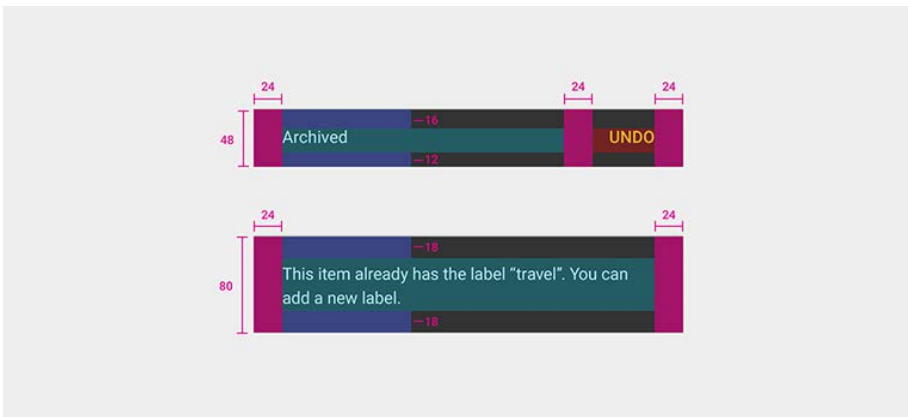 24 24 24
48
16
Archived
UNDO
12
24 24
80
18
This item already has the label “travel”. You can
add a new label.
18